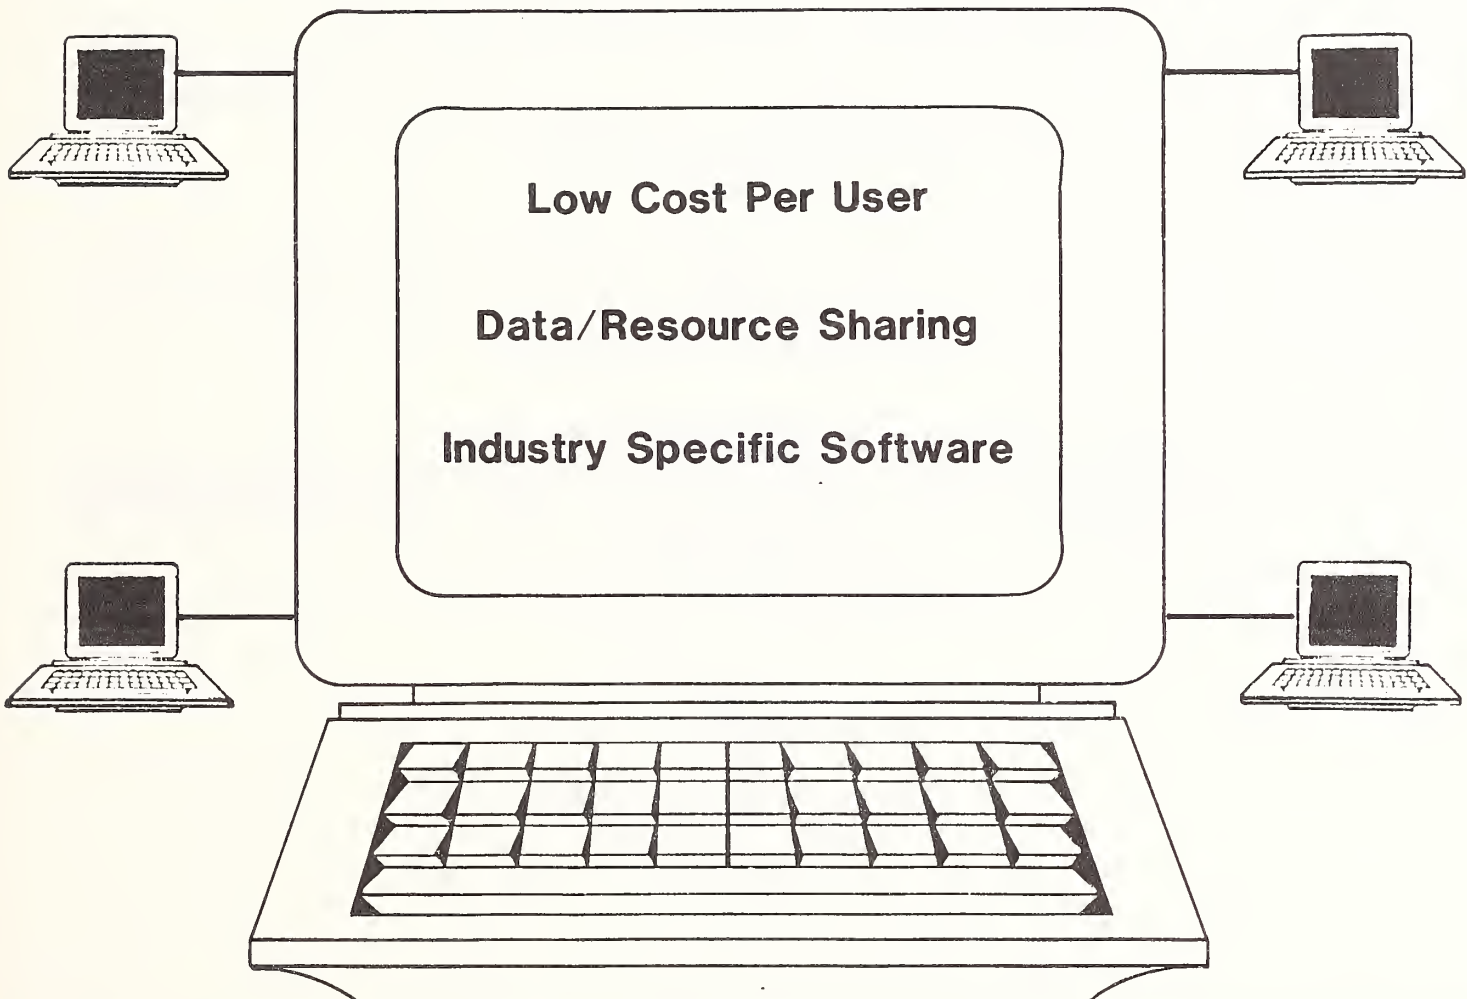 Low Cost Per User
Data/Resource Sharing
Industry Specific Software